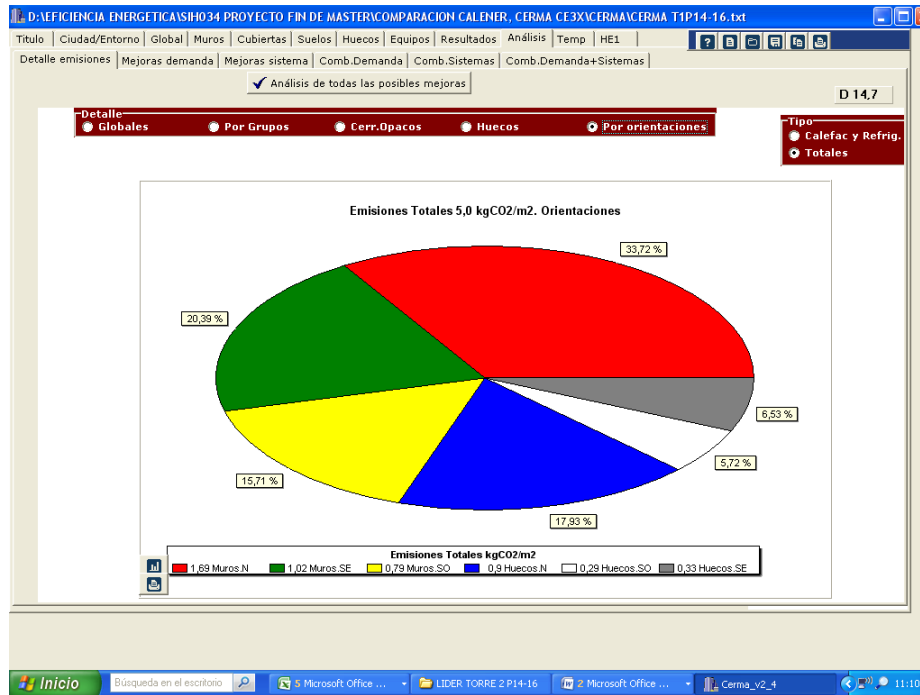 D:\EFICIENCIA ENERGETICA\SIH034 PROYECTO FIN DE MASTER\COMPARACION CALENER, CERMA CE3X\CERMA\CERMA T1P14-16.txt
Titulo Ciudad/Entorno Global Muros Cubiertas Suelos Huecos Equipos Resultados Análisis Temp HE1
Detalle emisiones Mejoras demanda Mejoras sistema Comb.Demanda Comb.Sistemas Comb.Demanda+Sistemas
Análisis de todas las posibles mejoras
D 14,7
Detalle
Globales Por Grupos Cerr.Opacos Huecos Por orientaciones
Tipo
Calefac y Refrig.
Totales
Emisiones Totales 5,0 kgCO2/m2. Orientaciones
33,72 %
20,39 %
6,53 %
5,72 %
15,71 %
17,93 %
Emisiones Totales kgCO2/m2
1,69 Muros.N 1,02 Muros.SE 0,79 Muros.SO 0,9 Huecos.N 0,29 Huecos.SO 0,33 Huecos.SE
Inicio Búsqueda en el escritorio 5 Microsoft Office ... LIDER TORRE 2 P14-16 2 Microsoft Office ... Cerma_v2_4 11:10